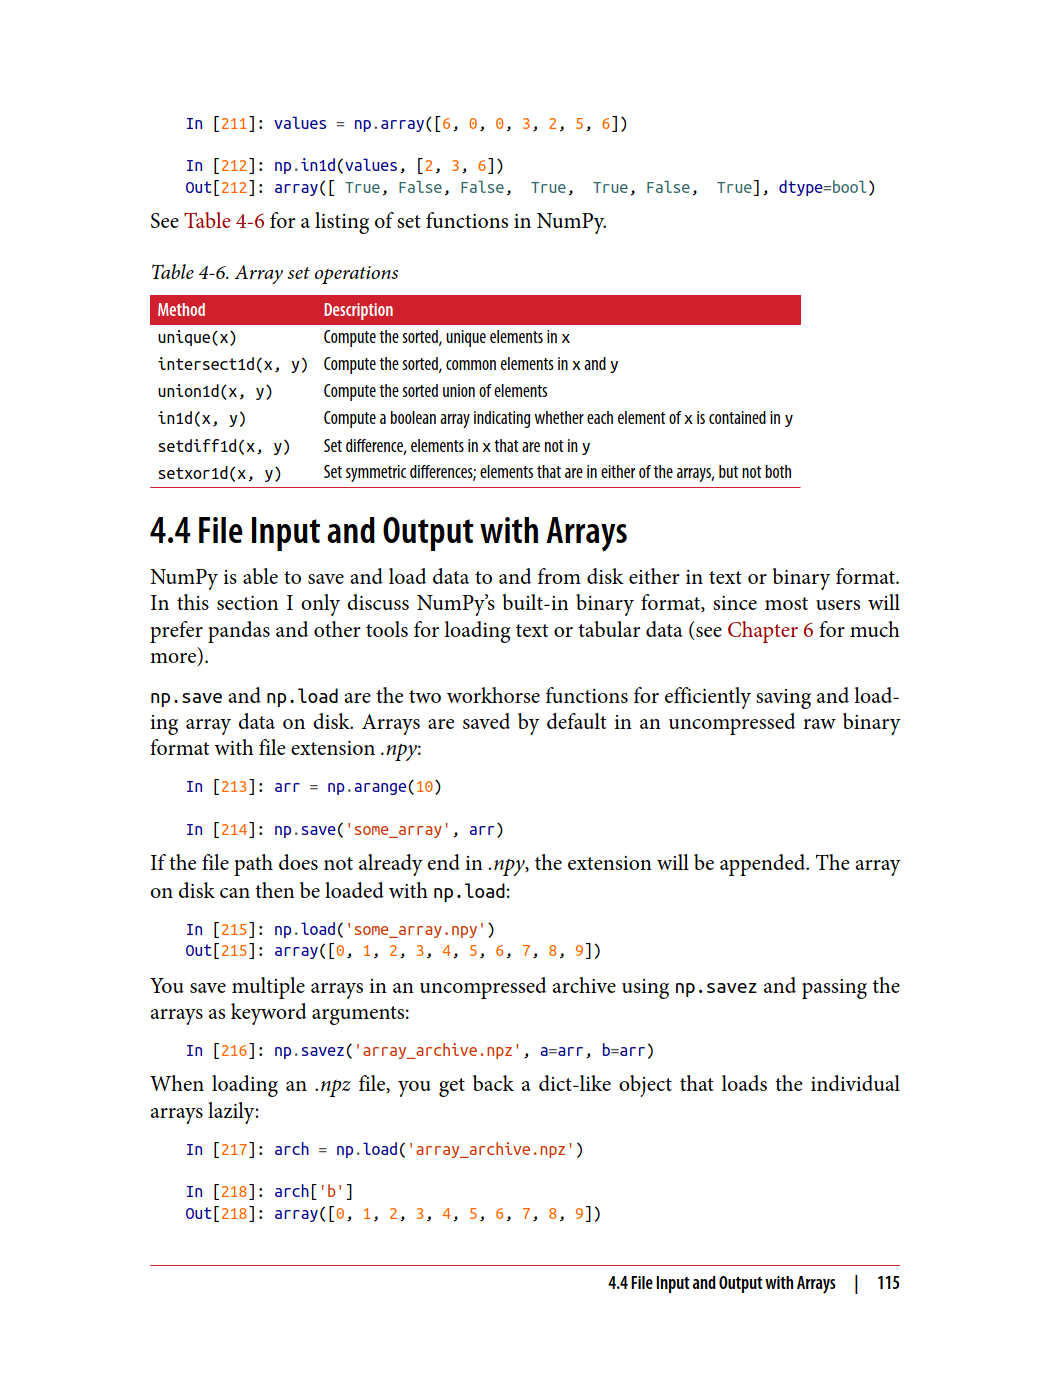 In [211]: values = np.array([6, 0, 0, 3, 2, 5, 6])
In [212]: np.in1d(values, [2, 3, 6])
Out[212]: array([ True, False, False,  True,  True, False,  True], dtype=bool)
See Table 4-6 for a listing of set functions in NumPy.
Table 4-6. Array set operations
Method Description
unique(x) Compute the sorted, unique elements in x
intersect1d(x, y) Compute the sorted, common elements in x and y
union1d(x, y) Compute the sorted union of elements
in1d(x, y) Compute a boolean array indicating whether each element of x is contained in y
setdiff1d(x, y) Set difference, elements in x that are not in y
setxor1d(x, y) Set symmetric differences; elements that are in either of the arrays, but not both
4.4 File Input and Output with Arrays
NumPy is able to save and load data to and from disk either in text or binary format.
In this section I only discuss NumPy’s built-in binary format, since most users will
prefer pandas and other tools for loading text or tabular data (see Chapter 6 for much
more).
np.save and np.load are the two workhorse functions for efficiently saving and load-
ing array data on disk. Arrays are saved by default in an uncompressed raw binary
format with file extension .npy:
In [213]: arr = np.arange(10)
In [214]: np.save('some_array', arr)
If the file path does not already end in .npy, the extension will be appended. The array
on disk can then be loaded with np.load:
In [215]: np.load('some_array.npy')
Out[215]: array([0, 1, 2, 3, 4, 5, 6, 7, 8, 9])
You save multiple arrays in an uncompressed archive using np.savez and passing the
arrays as keyword arguments:
In [216]: np.savez('array_archive.npz', a=arr, b=arr)
When loading an .npz file, you get back a dict-like object that loads the individual
arrays lazily:
In [217]: arch = np.load('array_archive.npz')
In [218]: arch['b']
Out[218]: array([0, 1, 2, 3, 4, 5, 6, 7, 8, 9])
4.4 File Input and Output with Arrays | 115